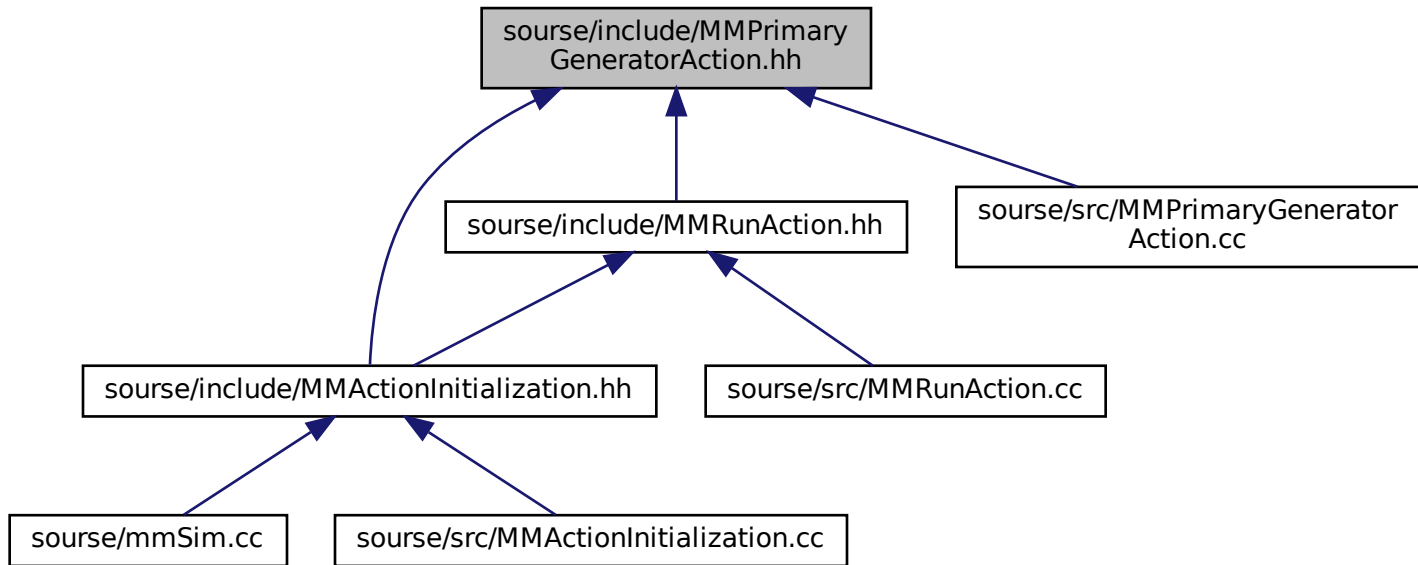 sourse/include/MMPrimary
GeneratorAction.hh
sourse/include/MMRunAction.hh
sourse/src/MMPrimaryGenerator
Action.cc
sourse/include/MMActionInitialization.hh
sourse/src/MMRunAction.cc
sourse/mmSim.cc
sourse/src/MMActionInitialization.cc